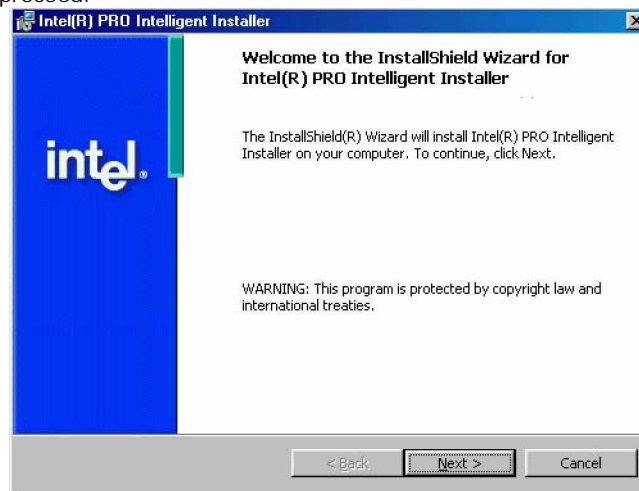 Intel(R) PRO Intelligent Installer
Welcome to the InstallShield Wizard for
Intel(R) PRO Intelligent Installer
The InstallShield(R) Wizard will install Intel(R) PRO Intelligent
Installer on your computer. To continue, click Next.
intel.
WARNING: This program is protected by copyright law and
international treaties.
< Back Next > Cancel